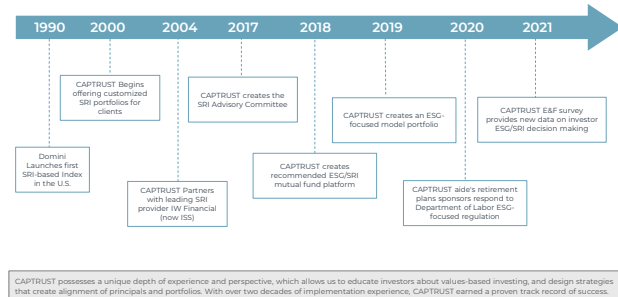 1990 2000 2004 2017 2018 2019 2020 2021
CAPTRUST Begins
offering customized
SRI portfolios for
clients
CAPTRUST creates the
SRI Advisory Committee
CAPTRUST creates an ESG-
focused model portfolio
CAPTRUST E&F survey
provides new data on investor
ESG/SRI decision making
Domini
Launches first
SRI-based Index
in the U.S.
CAPTRUST Partners
with leading SRI
provider IW Financial
(now ISS)
CAPTRUST creates
recommended ESG/SRI
mutual fund platform
CAPTRUST aide's retirement
plans sponsors respond to
Department of Labor ESG-
focused regulation
CAPTRUST possesses a unique depth of experience and perspective, which allows us to educate investors about values-based investing, and design strategies
that create alignment of principals and portfolios. With over two decades of implementation experience, CAPTRUST earned a proven track record of success.